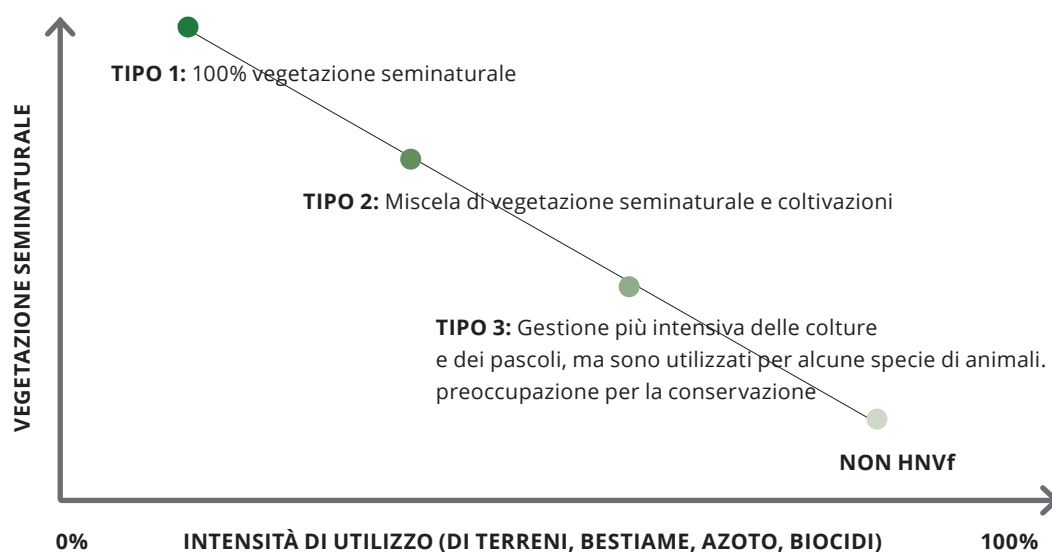 TIPO 1: 100% vegetazione seminaturale
TIPO 2: Miscela di vegetazione seminaturale e coltivazioni
TIPO 3: Gestione più intensiva delle colture
e dei pascoli, ma sono utilizzati per alcune specie di animali.
preoccupazione per la conservazione
NON HNVf
VEGETAZIONE SEMINATURALE
0% INTENSITÀ DI UTILIZZO (DI TERRENI, BESTIAME, AZOTO, BIOCIDI) 100%